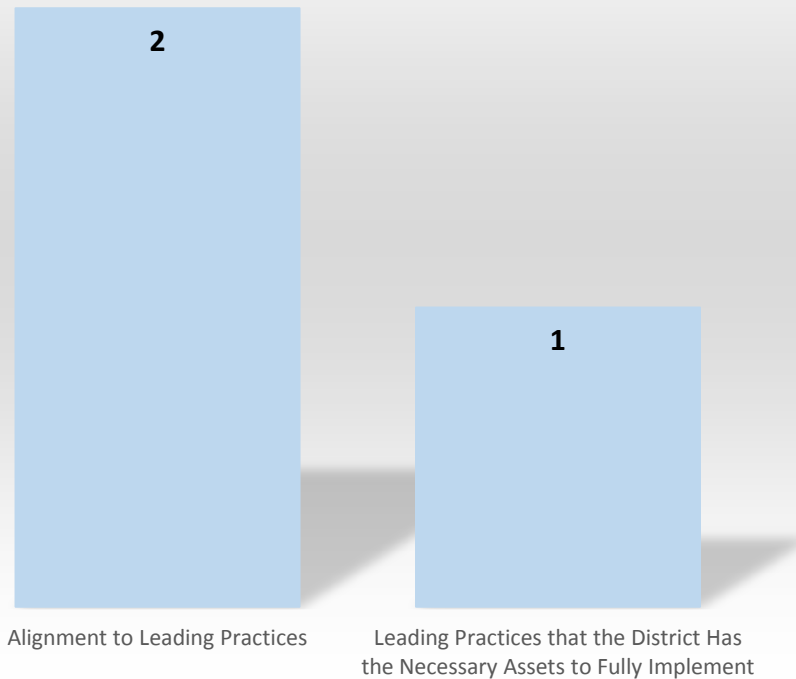 2
1
Alignment to Leading Practices
Leading Practices that the District Has
the Necessary Assets to Fully Implement